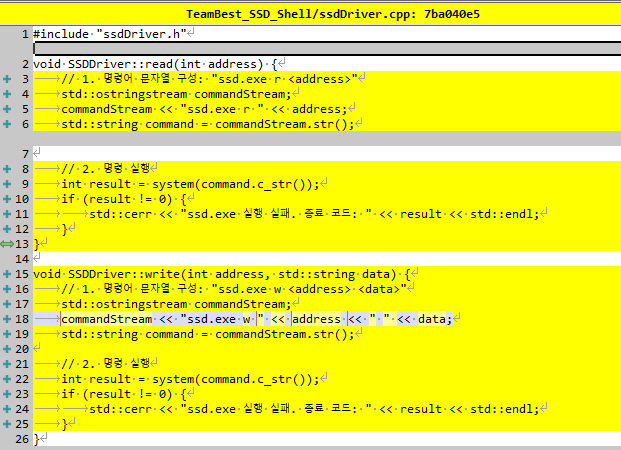 TeamBest_SSD_Shell/ssdDriver.cpp: 7ba040e5
1 #include "ssdDriver.h"
2 void SSDDriver::read(int address) {
3 // 1. 명령어 문자열 구성: "ssd.exe r <address>"
4 std::ostringstream commandStream;
5 commandStream << "ssd.exe r " << address;
6 std::string command = commandStream.str();
7
8 // 2. 명령 실행
9 int result = system(command.c_str());
10 if (result != 0) {
11 std::cerr << "ssd.exe 실행 실패. 종료 코드: " << result << std::endl;
12 }
13 }
14
15 void SSDDriver::write(int address, std::string data) {
16 // 1. 명령어 문자열 구성: "ssd.exe w <address> <data>"
17 std::ostringstream commandStream;
18 commandStream << "ssd.exe w " << address << " " << data;
19 std::string command = commandStream.str();
20
21 // 2. 명령 실행
22 int result = system(command.c_str());
23 if (result != 0) {
24 std::cerr << "ssd.exe 실행 실패. 종료 코드: " << result << std::endl;
25 }
26 }